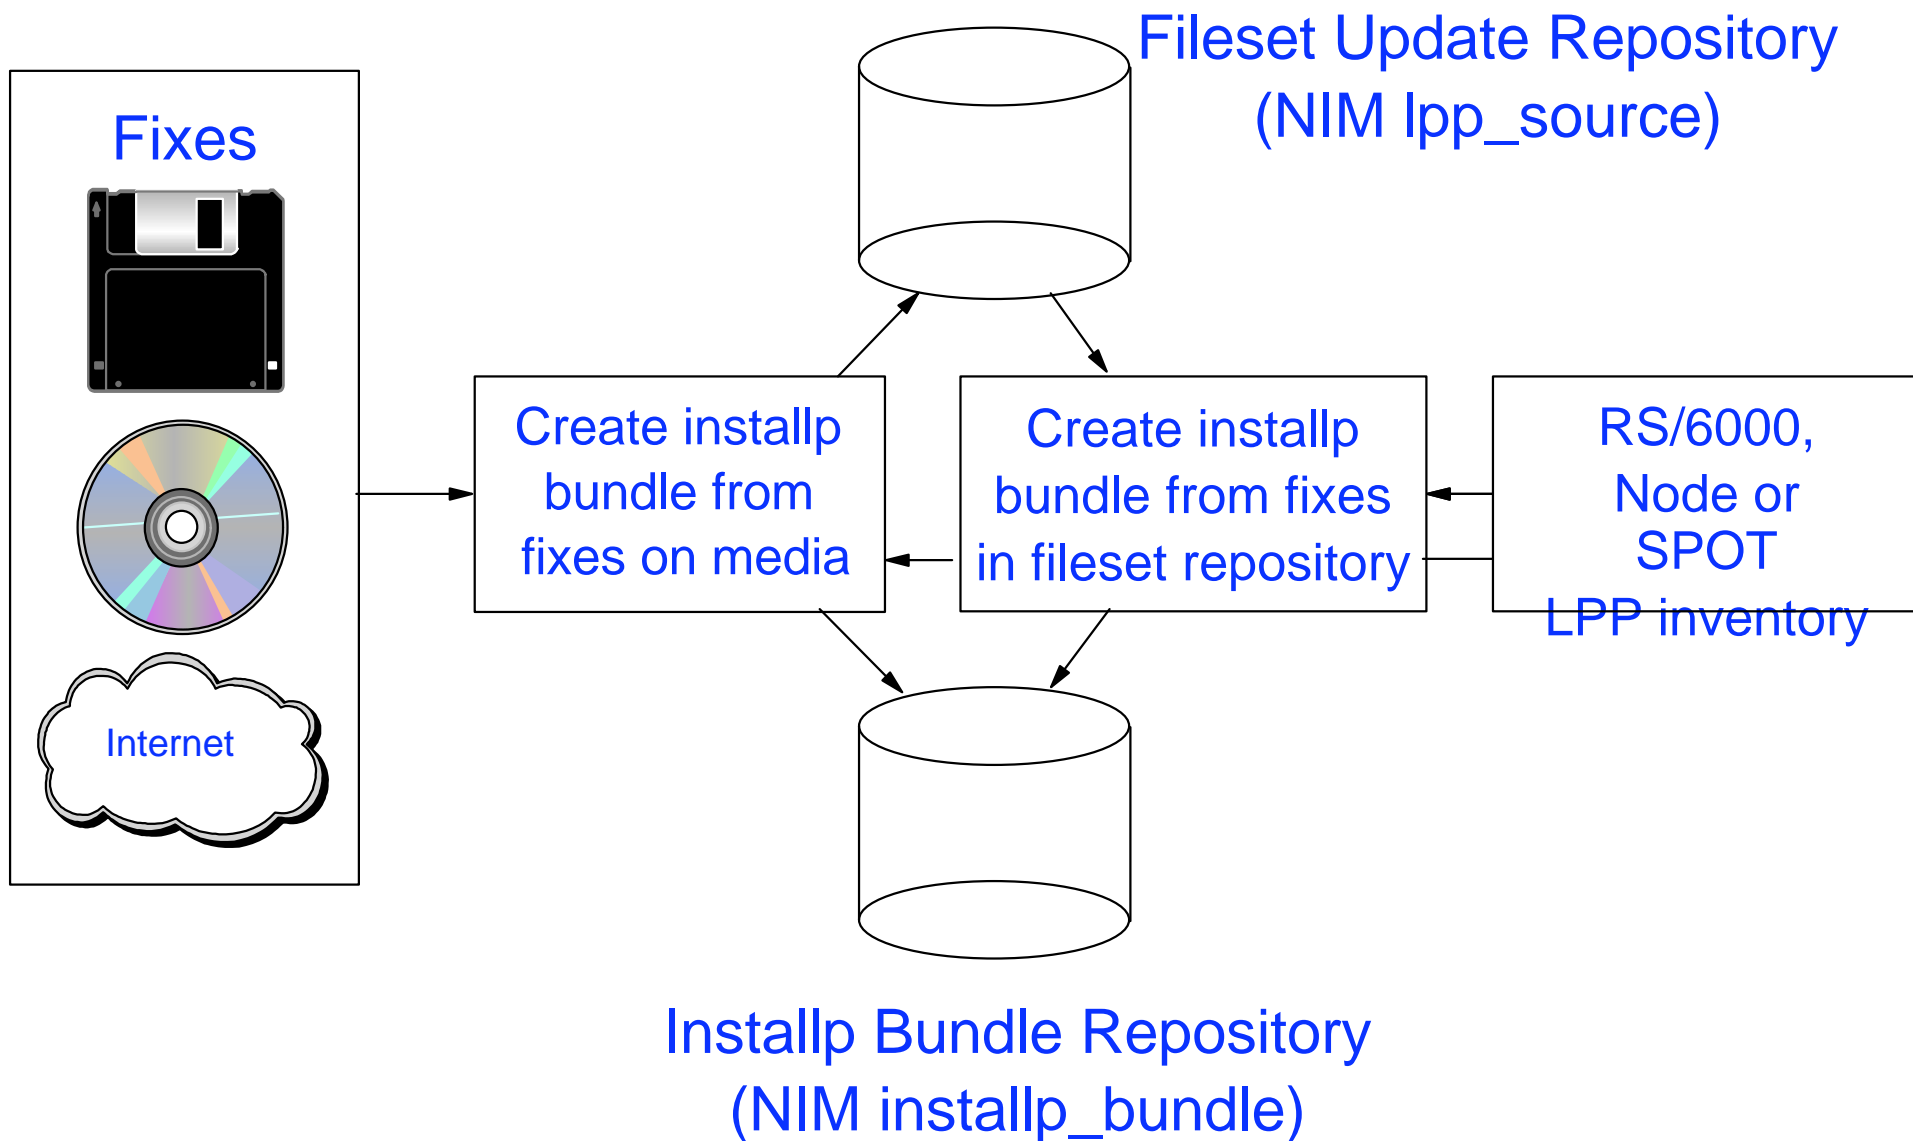 Fileset Update Repository
(NIM lpp_source)
Fixes
Internet
Create installp
bundle from
fixes on media
Create installp
bundle from fixes
in fileset repository
RS/6000,
Node or
SPOT
LPP inventory
Installp Bundle Repository
(NIM installp_bundle)